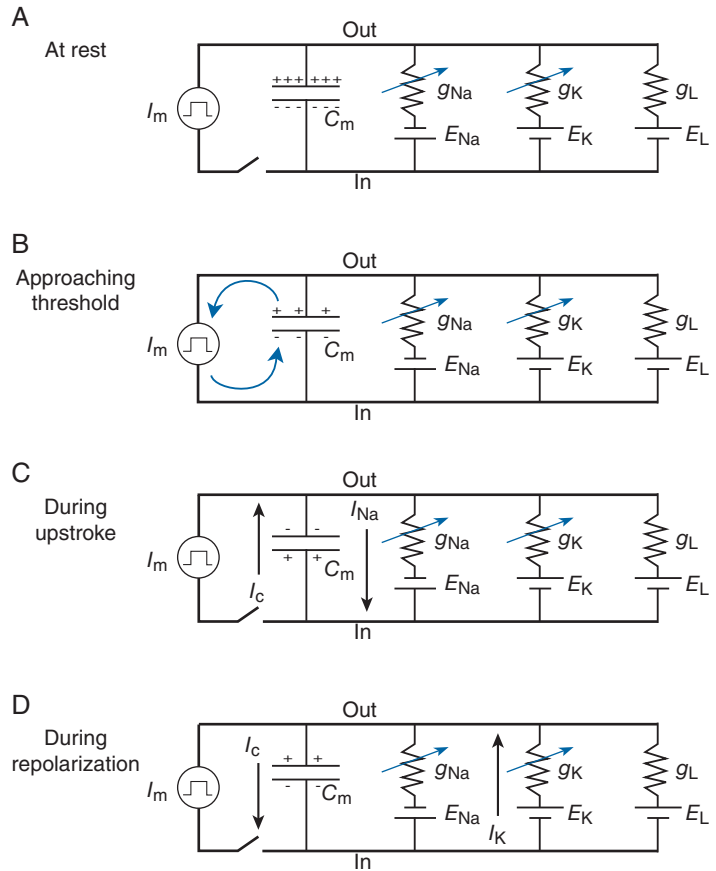 A
At rest
Out
+++ +++
I_m
- - - - - -
C_m
g_Na
g_K
g_L
E_Na
E_K
E_L
In
B
Approaching
threshold
Out
+ + +
I_m
- - -
C_m
g_Na
g_K
g_L
E_Na
E_K
E_L
In
C
During
upstroke
Out
I_Na
- -
I_m
+ +
C_m
I_c
g_Na
g_K
g_L
E_Na
E_K
E_L
In
D
During
repolarization
Out
I_c
+ +
I_m
- -
C_m
g_Na
g_K
g_L
E_Na
I_K
E_K
E_L
In